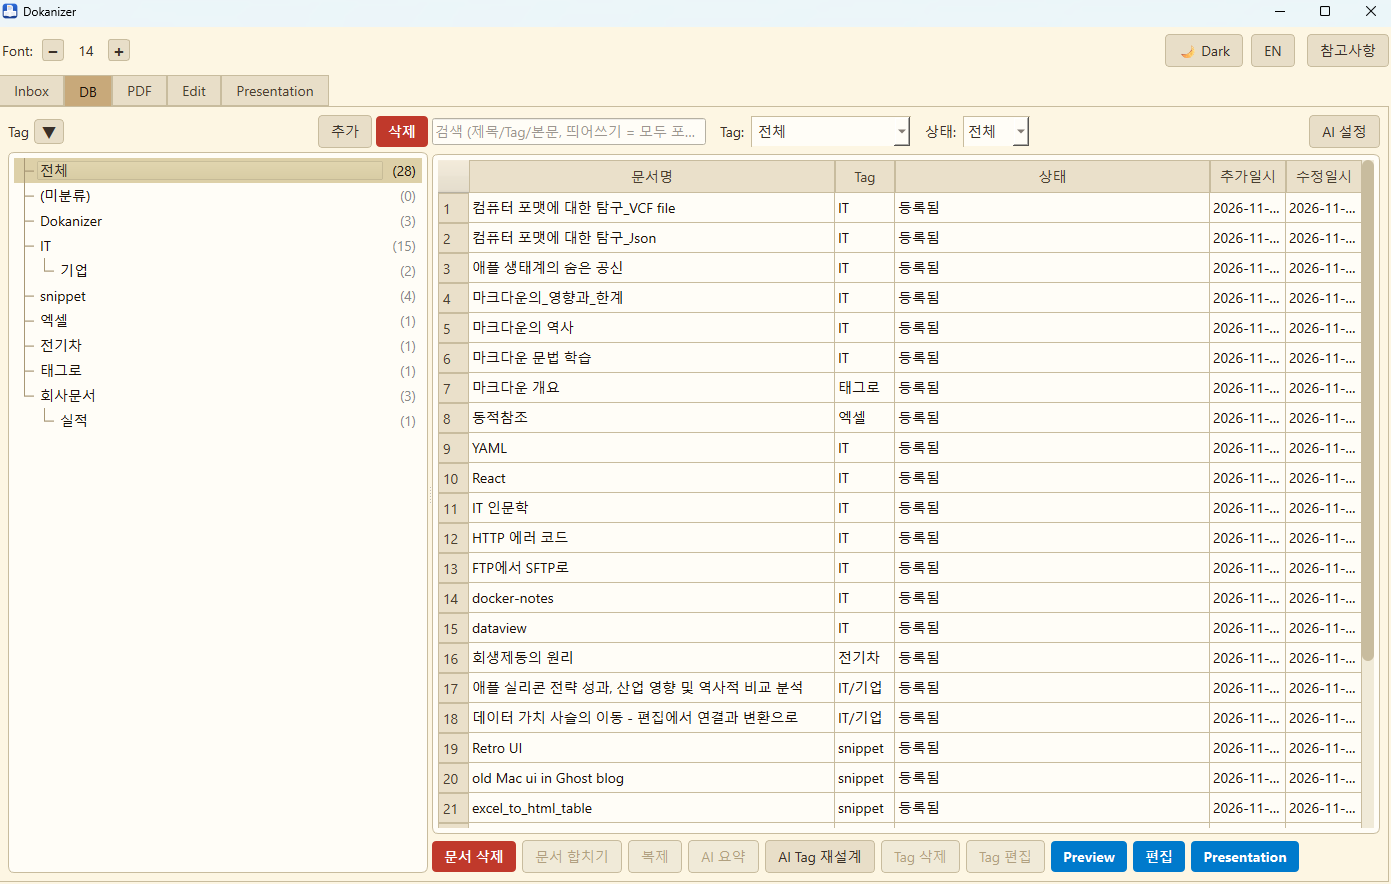 Dokanizer
Font: − 14 + Dark EN 참고사항
Inbox DB PDF Edit Presentation
Tag ▼ 추가 삭제 검색 (제목/Tag/본문, 띄어쓰기 = 모두 포... Tag: 전체 상태: 전체 AI 설정
전체 (28)
(미분류) (0)
Dokanizer (3)
IT (15)
기업 (2)
snippet (4)
엑셀 (1)
전기차 (1)
태그로 (1)
회사문서 (3)
실적 (1)
문서명 Tag 상태 추가일시 수정일시
1 컴퓨터 포맷에 대한 탐구_VCF file IT 등록됨 2026-11-... 2026-11-...
2 컴퓨터 포맷에 대한 탐구_Json IT 등록됨 2026-11-... 2026-11-...
3 애플 생태계의 숨은 공신 IT 등록됨 2026-11-... 2026-11-...
4 마크다운의_영향과_한계 IT 등록됨 2026-11-... 2026-11-...
5 마크다운의 역사 IT 등록됨 2026-11-... 2026-11-...
6 마크다운 문법 학습 IT 등록됨 2026-11-... 2026-11-...
7 마크다운 개요 태그로 등록됨 2026-11-... 2026-11-...
8 동적참조 엑셀 등록됨 2026-11-... 2026-11-...
9 YAML IT 등록됨 2026-11-... 2026-11-...
10 React IT 등록됨 2026-11-... 2026-11-...
11 IT 인문학 IT 등록됨 2026-11-... 2026-11-...
12 HTTP 에러 코드 IT 등록됨 2026-11-... 2026-11-...
13 FTP에서 SFTP로 IT 등록됨 2026-11-... 2026-11-...
14 docker-notes IT 등록됨 2026-11-... 2026-11-...
15 dataview IT 등록됨 2026-11-... 2026-11-...
16 회생제동의 원리 전기차 등록됨 2026-11-... 2026-11-...
17 애플 실리콘 전략 성과, 산업 영향 및 역사적 비교 분석 IT/기업 등록됨 2026-11-... 2026-11-...
18 데이터 가치 사슬의 이동 - 편집에서 연결과 변환으로 IT/기업 등록됨 2026-11-... 2026-11-...
19 Retro UI snippet 등록됨 2026-11-... 2026-11-...
20 old Mac ui in Ghost blog snippet 등록됨 2026-11-... 2026-11-...
21 excel_to_html_table snippet 등록됨 2026-11-... 2026-11-...
문서 삭제 문서 합치기 복제 AI 요약 AI Tag 재설계 Tag 삭제 Tag 편집 Preview 편집 Presentation